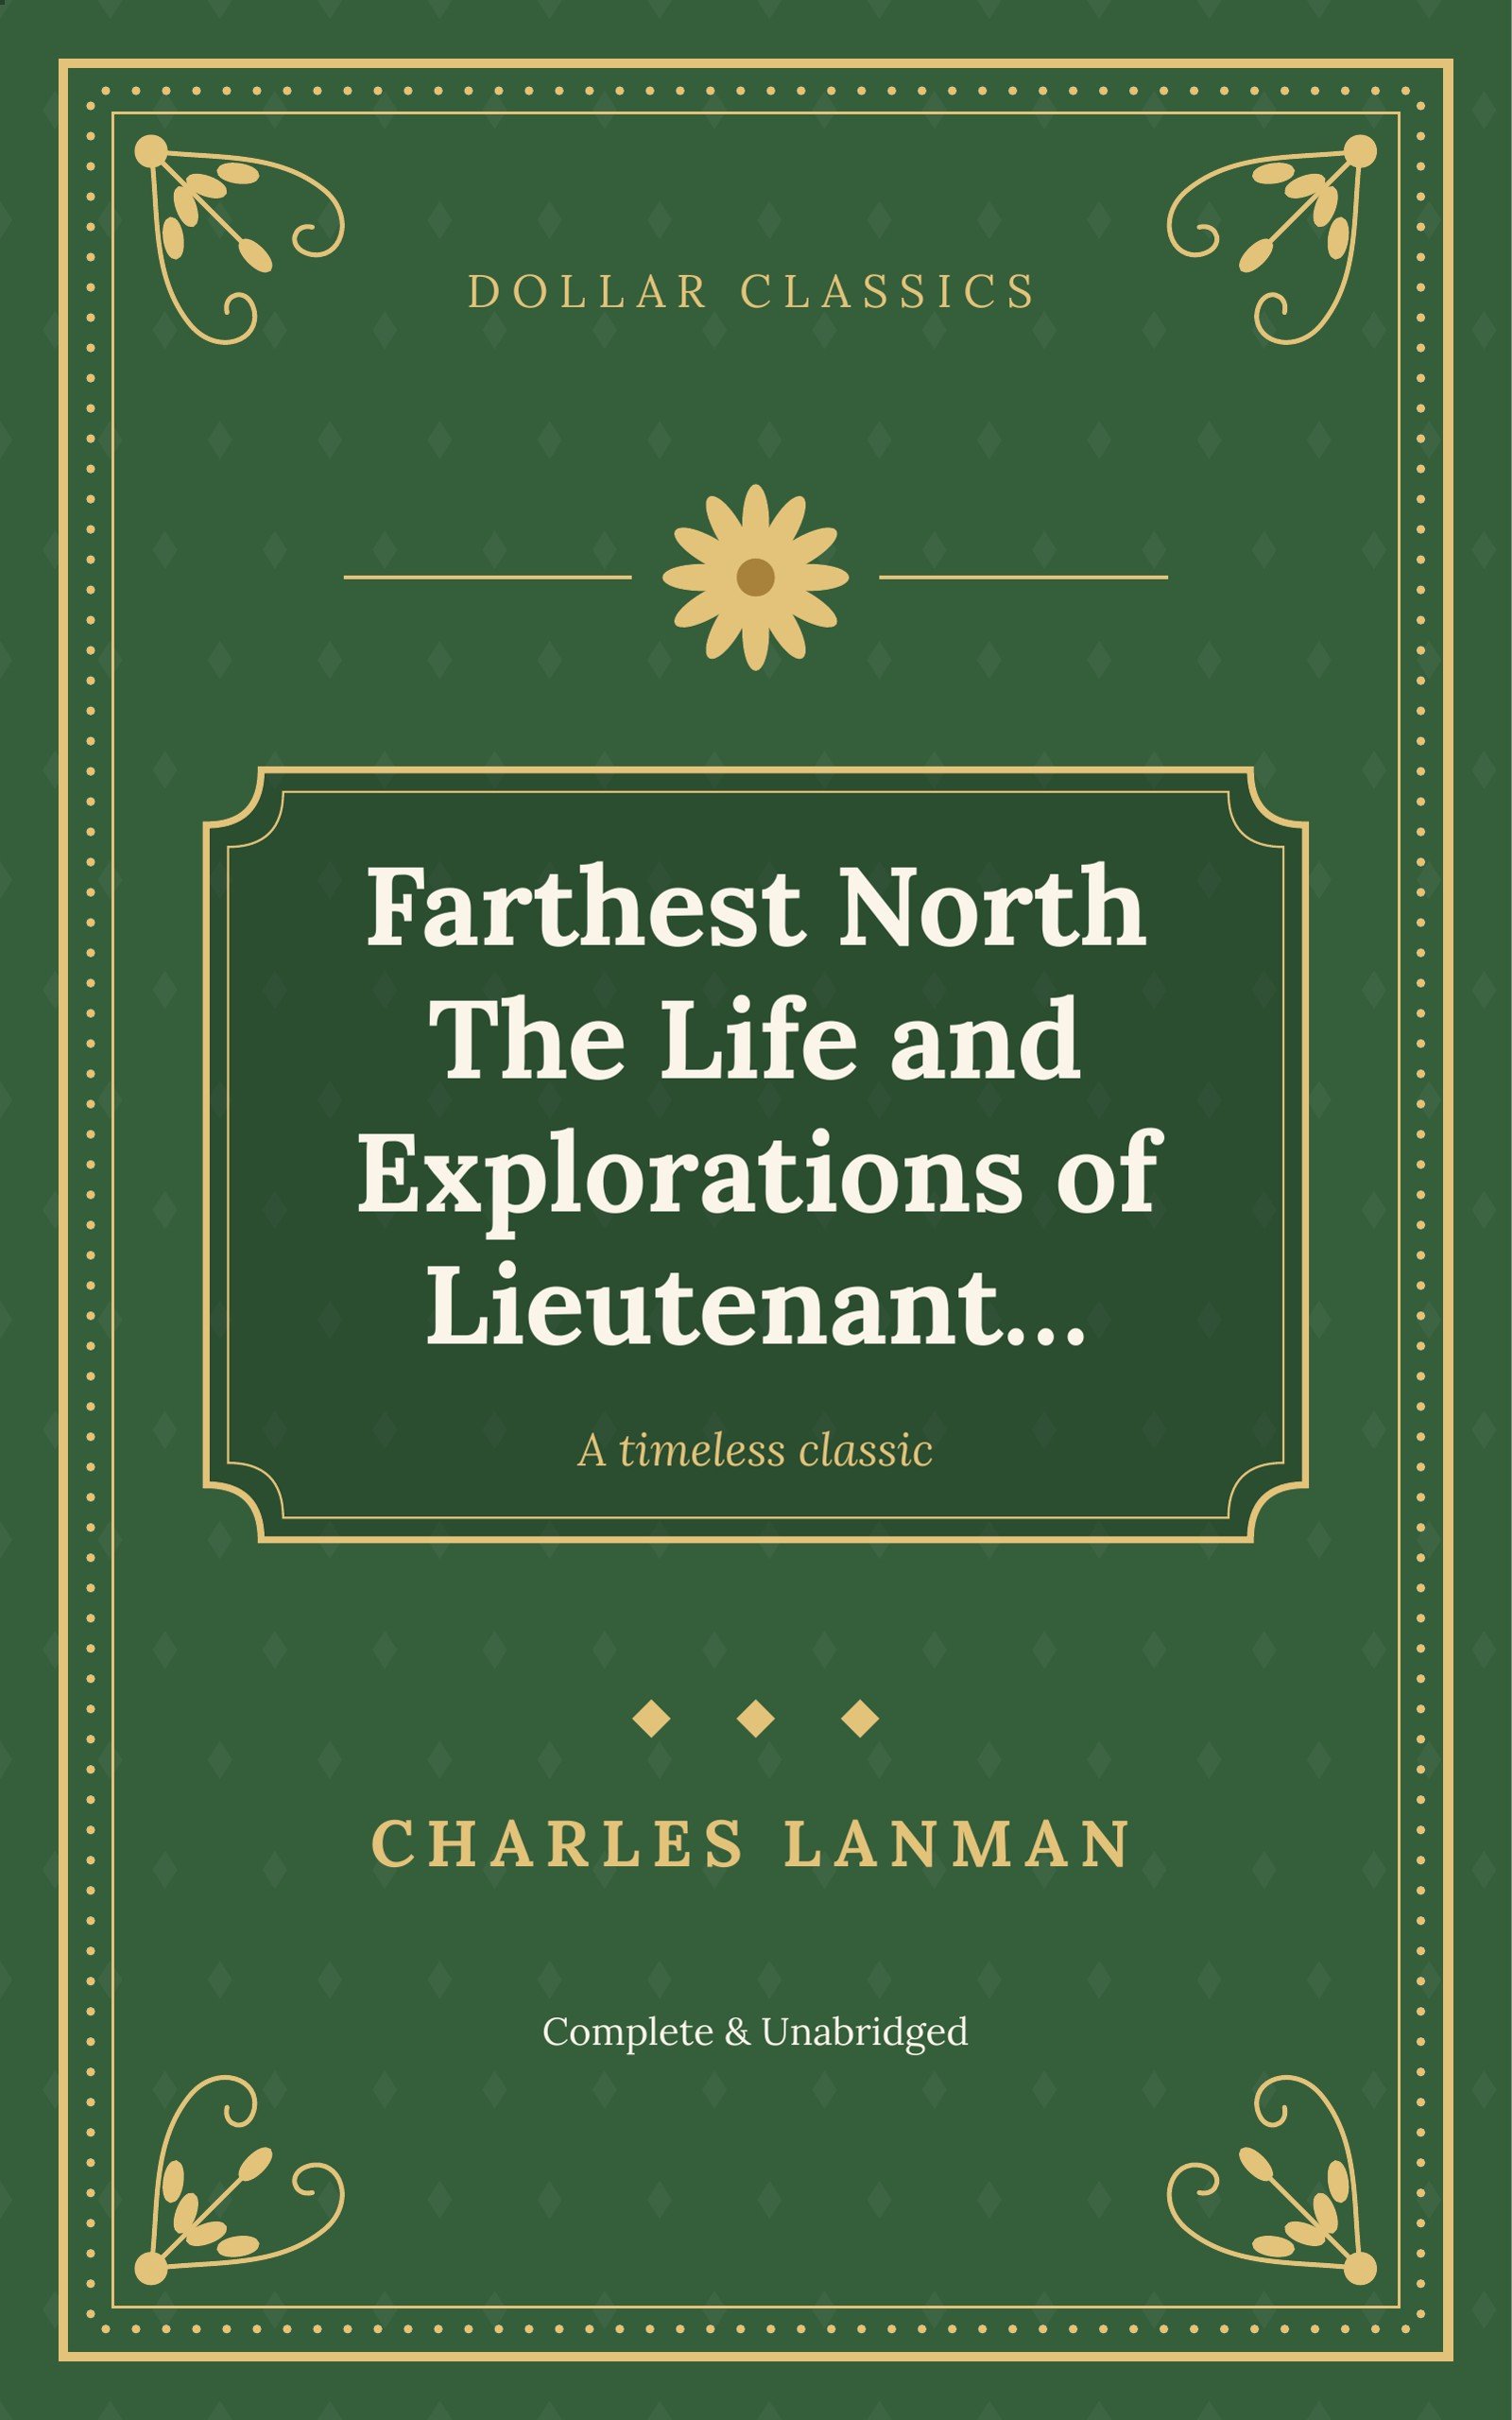 DOLLAR CLASSICS
Farthest North
The Life and
Explorations of
Lieutenant...
A timeless classic
CHARLES LANMAN
Complete & Unabridged